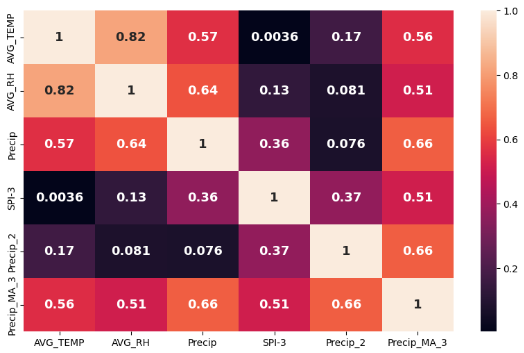 AVG_TEMP 1 0.82 0.57 0.0036 0.17 0.56
AVG_RH 0.82 1 0.64 0.13 0.081 0.51
Precip 0.57 0.64 1 0.36 0.076 0.66
SPI-3 0.0036 0.13 0.36 1 0.37 0.51
Precip_2 0.17 0.081 0.076 0.37 1 0.66
Precip_MA_3 0.56 0.51 0.66 0.51 0.66 1
AVG_TEMP AVG_RH Precip SPI-3 Precip_2 Precip_MA_3
1.0
0.8
0.6
0.4
0.2